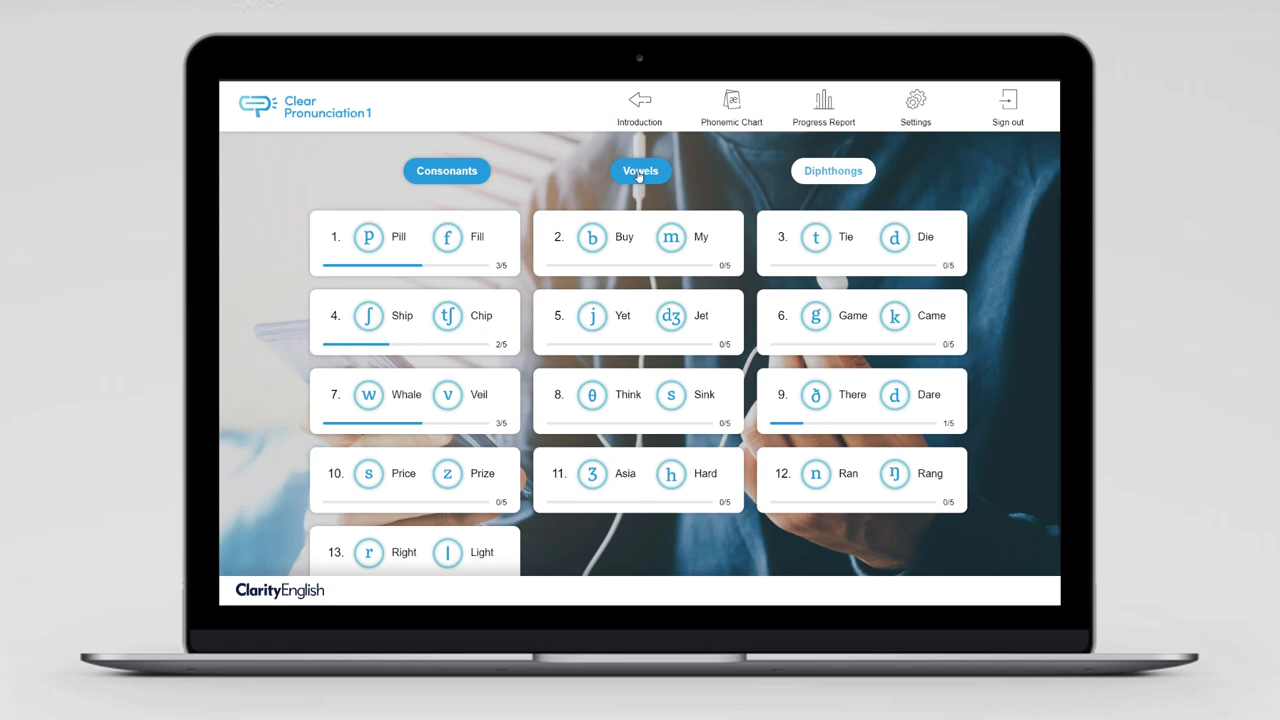 Clear
Pronunciation 1
Introduction
Phonemic Chart
æ
Progress Report
Settings
Sign out
Consonants
Vowels
Diphthongs
1. p Pill f Fill
3/5
2. b Buy m My
0/5
3. t Tie d Die
0/5
4. ʃ Ship tʃ Chip
2/5
5. j Yet dʒ Jet
0/5
6. g Game k Came
0/5
7. w Whale v Veil
3/5
8. θ Think s Sink
0/5
9. ð There d Dare
1/5
10. s Price z Prize
0/5
11. ʒ Asia h Hard
0/5
12. n Ran ŋ Rang
0/5
13. r Right l Light
ClarityEnglish